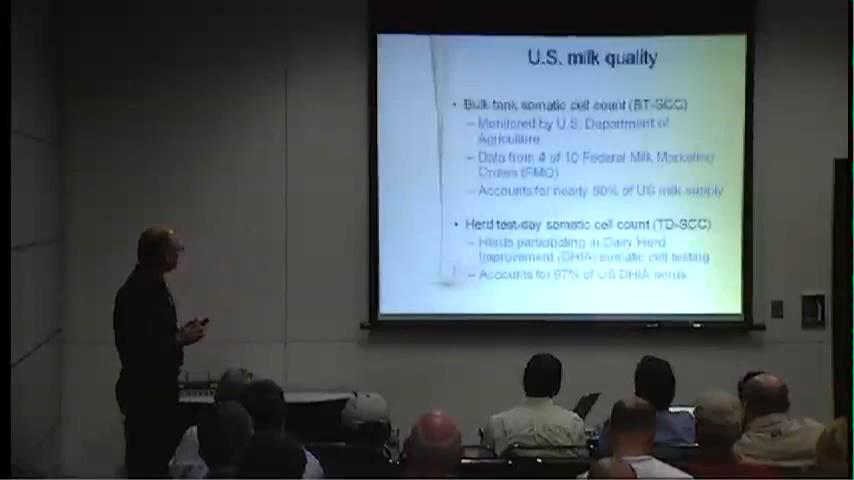 U.S. milk quality
• Bulk tank somatic cell count (BT-SCC)
– Monitored by U.S. Department of
Agriculture
– Data from 4 of 10 Federal Milk Marketing
Orders (FMO)
– Accounts for nearly 50% of US milk supply
• Herd test-day somatic cell count (TD-SCC)
– Herds participating in Dairy Herd
Improvement (DHIA) somatic cell testing
– Accounts for 97% of US DHIA herds